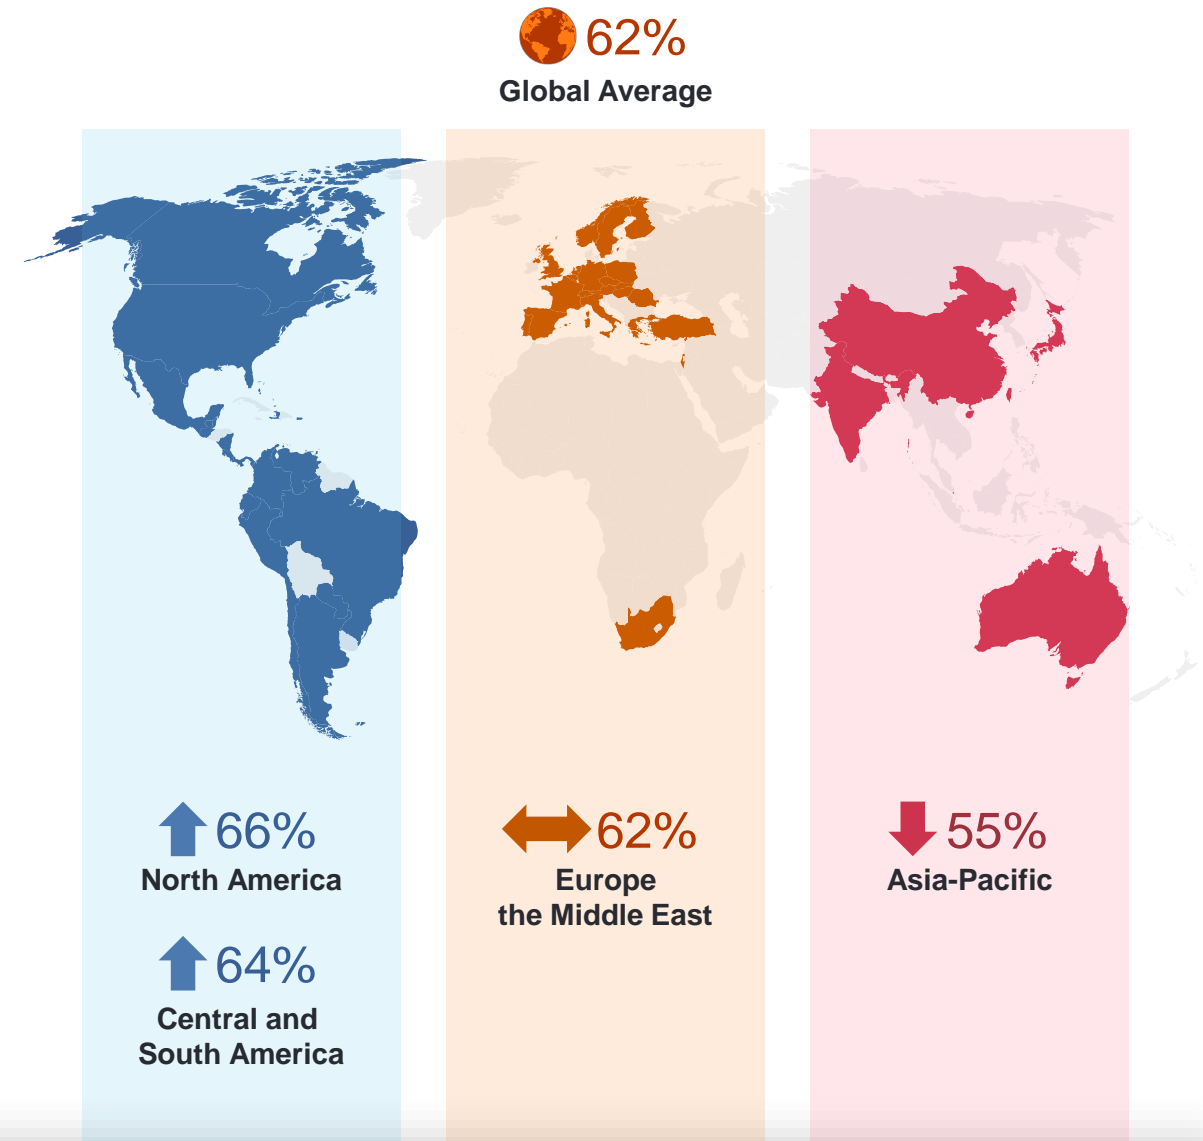 62%
Global Average
66%
North America
64%
Central and
South America
62%
Europe
the Middle East
55%
Asia-Pacific